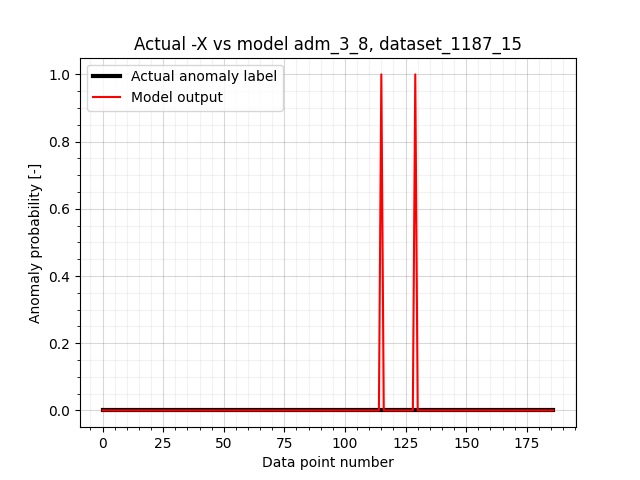 Actual -X vs model adm_3_8, dataset_1187_15
Actual anomaly label
Model output
Anomaly probability [-]
1.0
0.8
0.6
0.4
0.2
0.0
0 25 50 75 100 125 150 175
Data point number